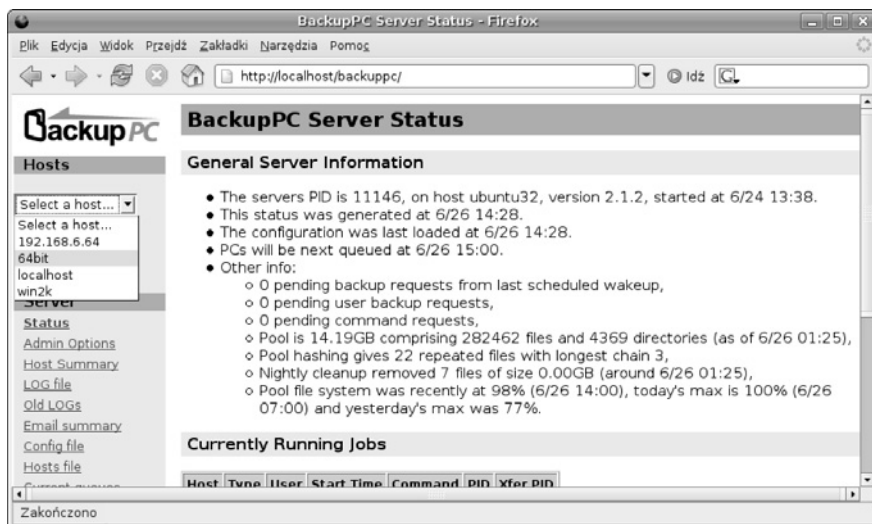 BackupPC Server Status - Firefox
Plik Edycja Widok Przejdź Zakładki Narzędzia Pomoc
http://localhost/backuppc/ Idź G
BackupPC
Hosts
Select a host...
Select a host...
192.168.6.64
64bit
localhost
win2k
Server
Status
Admin Options
Host Summary
LOG file
Old LOGs
Email summary
Config file
Hosts file
Current queues
BackupPC Server Status
General Server Information
The servers PID is 11146, on host ubuntu32, version 2.1.2, started at 6/24 13:38.
This status was generated at 6/26 14:28.
The configuration was last loaded at 6/26 14:28.
PCs will be next queued at 6/26 15:00.
Other info:
0 pending backup requests from last scheduled wakeup,
0 pending user backup requests,
0 pending command requests,
Pool is 14.19GB comprising 282462 files and 4369 directories (as of 6/26 01:25),
Pool hashing gives 22 repeated files with longest chain 3,
Nightly cleanup removed 7 files of size 0.00GB (around 6/26 01:25),
Pool file system was recently at 98% (6/26 14:00), today's max is 100% (6/26
07:00) and yesterday's max was 77%.
Currently Running Jobs
Host Type User Start Time Command PID Xfer PID
Zakończono